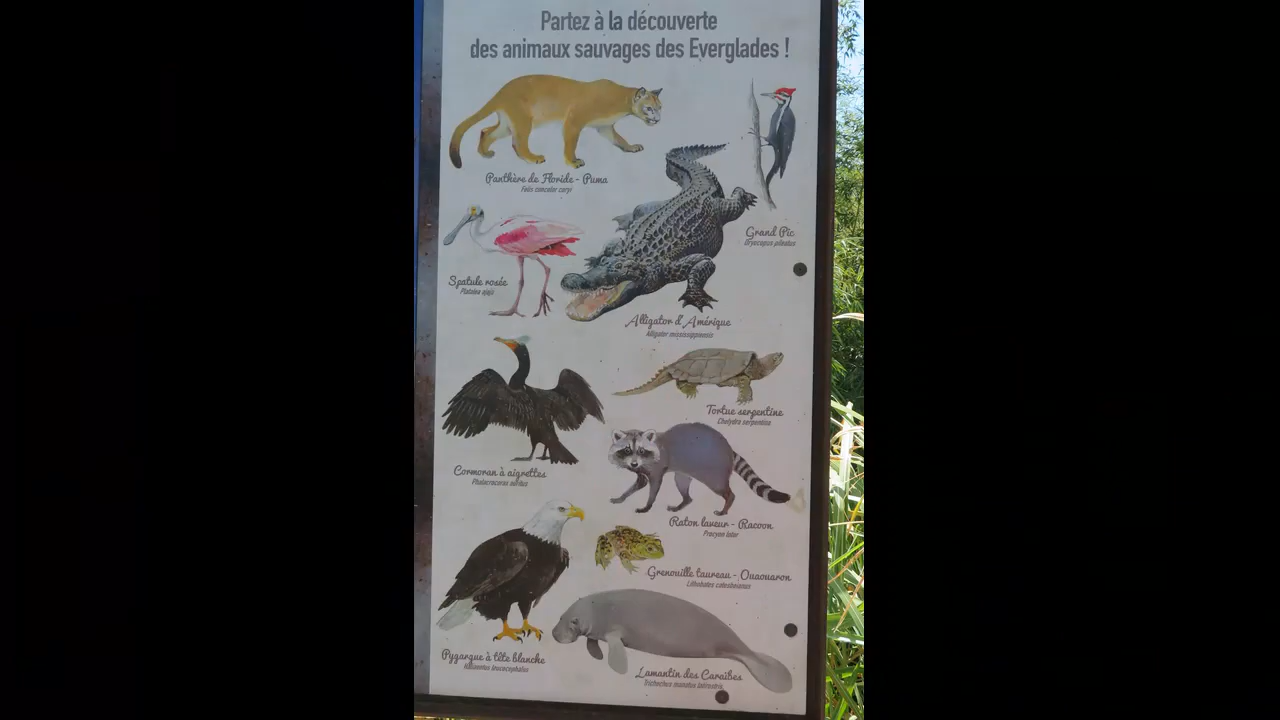 Partez à la découverte
des animaux sauvages des Everglades !
Panthère de Floride - Puma
Felis concolor coryi
Grand Pic
Dryocopus pileatus
Spatule rosée
Platalea ajaja
Alligator d'Amérique
Alligator mississippiensis
Tortue serpentine
Chelydra serpentina
Cormoran à aigrettes
Phalacrocorax auritus
Raton laveur - Racoon
Procyon lotor
Grenouille taureau - Ouaouaron
Lithobates catesbeianus
Pygargue à tête blanche
Haliaeetus leucocephalus
Lamantin des Caraïbes
Trichechus manatus latirostris